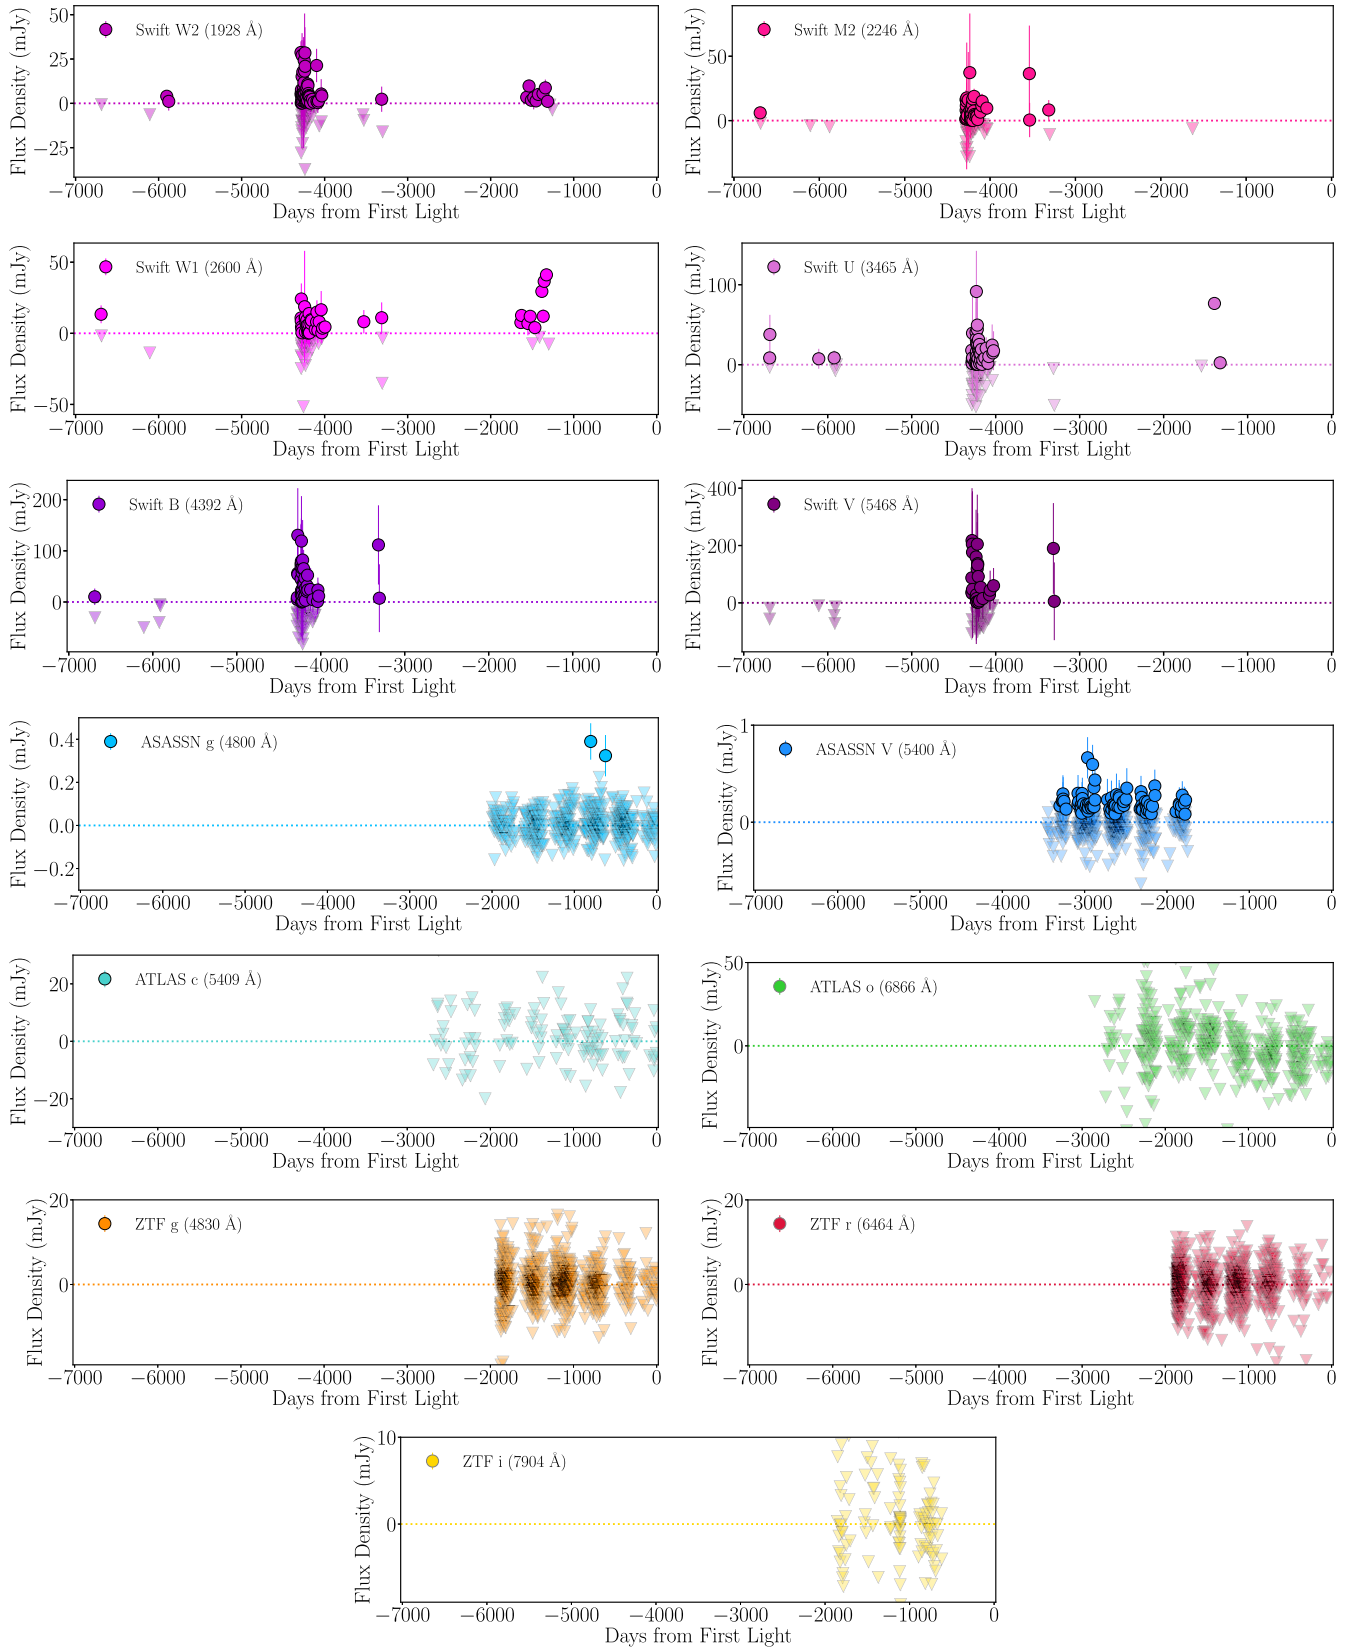 Swift W2 (1928 Å)
Flux Density (mJy)
50
25
0
−25
−7000 −6000 −5000 −4000 −3000 −2000 −1000 0
Days from First Light
Swift M2 (2246 Å)
Flux Density (mJy)
50
0
−7000 −6000 −5000 −4000 −3000 −2000 −1000 0
Days from First Light
Swift W1 (2600 Å)
Flux Density (mJy)
50
0
−50
−7000 −6000 −5000 −4000 −3000 −2000 −1000 0
Days from First Light
Swift U (3465 Å)
Flux Density (mJy)
100
0
−7000 −6000 −5000 −4000 −3000 −2000 −1000 0
Days from First Light
Swift B (4392 Å)
Flux Density (mJy)
200
100
0
−7000 −6000 −5000 −4000 −3000 −2000 −1000 0
Days from First Light
Swift V (5468 Å)
Flux Density (mJy)
400
200
0
−7000 −6000 −5000 −4000 −3000 −2000 −1000 0
Days from First Light
ASASSN g (4800 Å)
Flux Density (mJy)
0.4
0.2
0.0
−0.2
−7000 −6000 −5000 −4000 −3000 −2000 −1000 0
Days from First Light
ASASSN V (5400 Å)
Flux Density (mJy)
1
0
−7000 −6000 −5000 −4000 −3000 −2000 −1000 0
Days from First Light
ATLAS c (5409 Å)
Flux Density (mJy)
20
0
−20
−7000 −6000 −5000 −4000 −3000 −2000 −1000 0
Days from First Light
ATLAS o (6866 Å)
Flux Density (mJy)
50
0
−7000 −6000 −5000 −4000 −3000 −2000 −1000 0
Days from First Light
ZTF g (4830 Å)
Flux Density (mJy)
20
0
−7000 −6000 −5000 −4000 −3000 −2000 −1000 0
Days from First Light
ZTF r (6464 Å)
Flux Density (mJy)
20
0
−7000 −6000 −5000 −4000 −3000 −2000 −1000 0
Days from First Light
ZTF i (7904 Å)
Flux Density (mJy)
10
0
−7000 −6000 −5000 −4000 −3000 −2000 −1000 0
Days from First Light